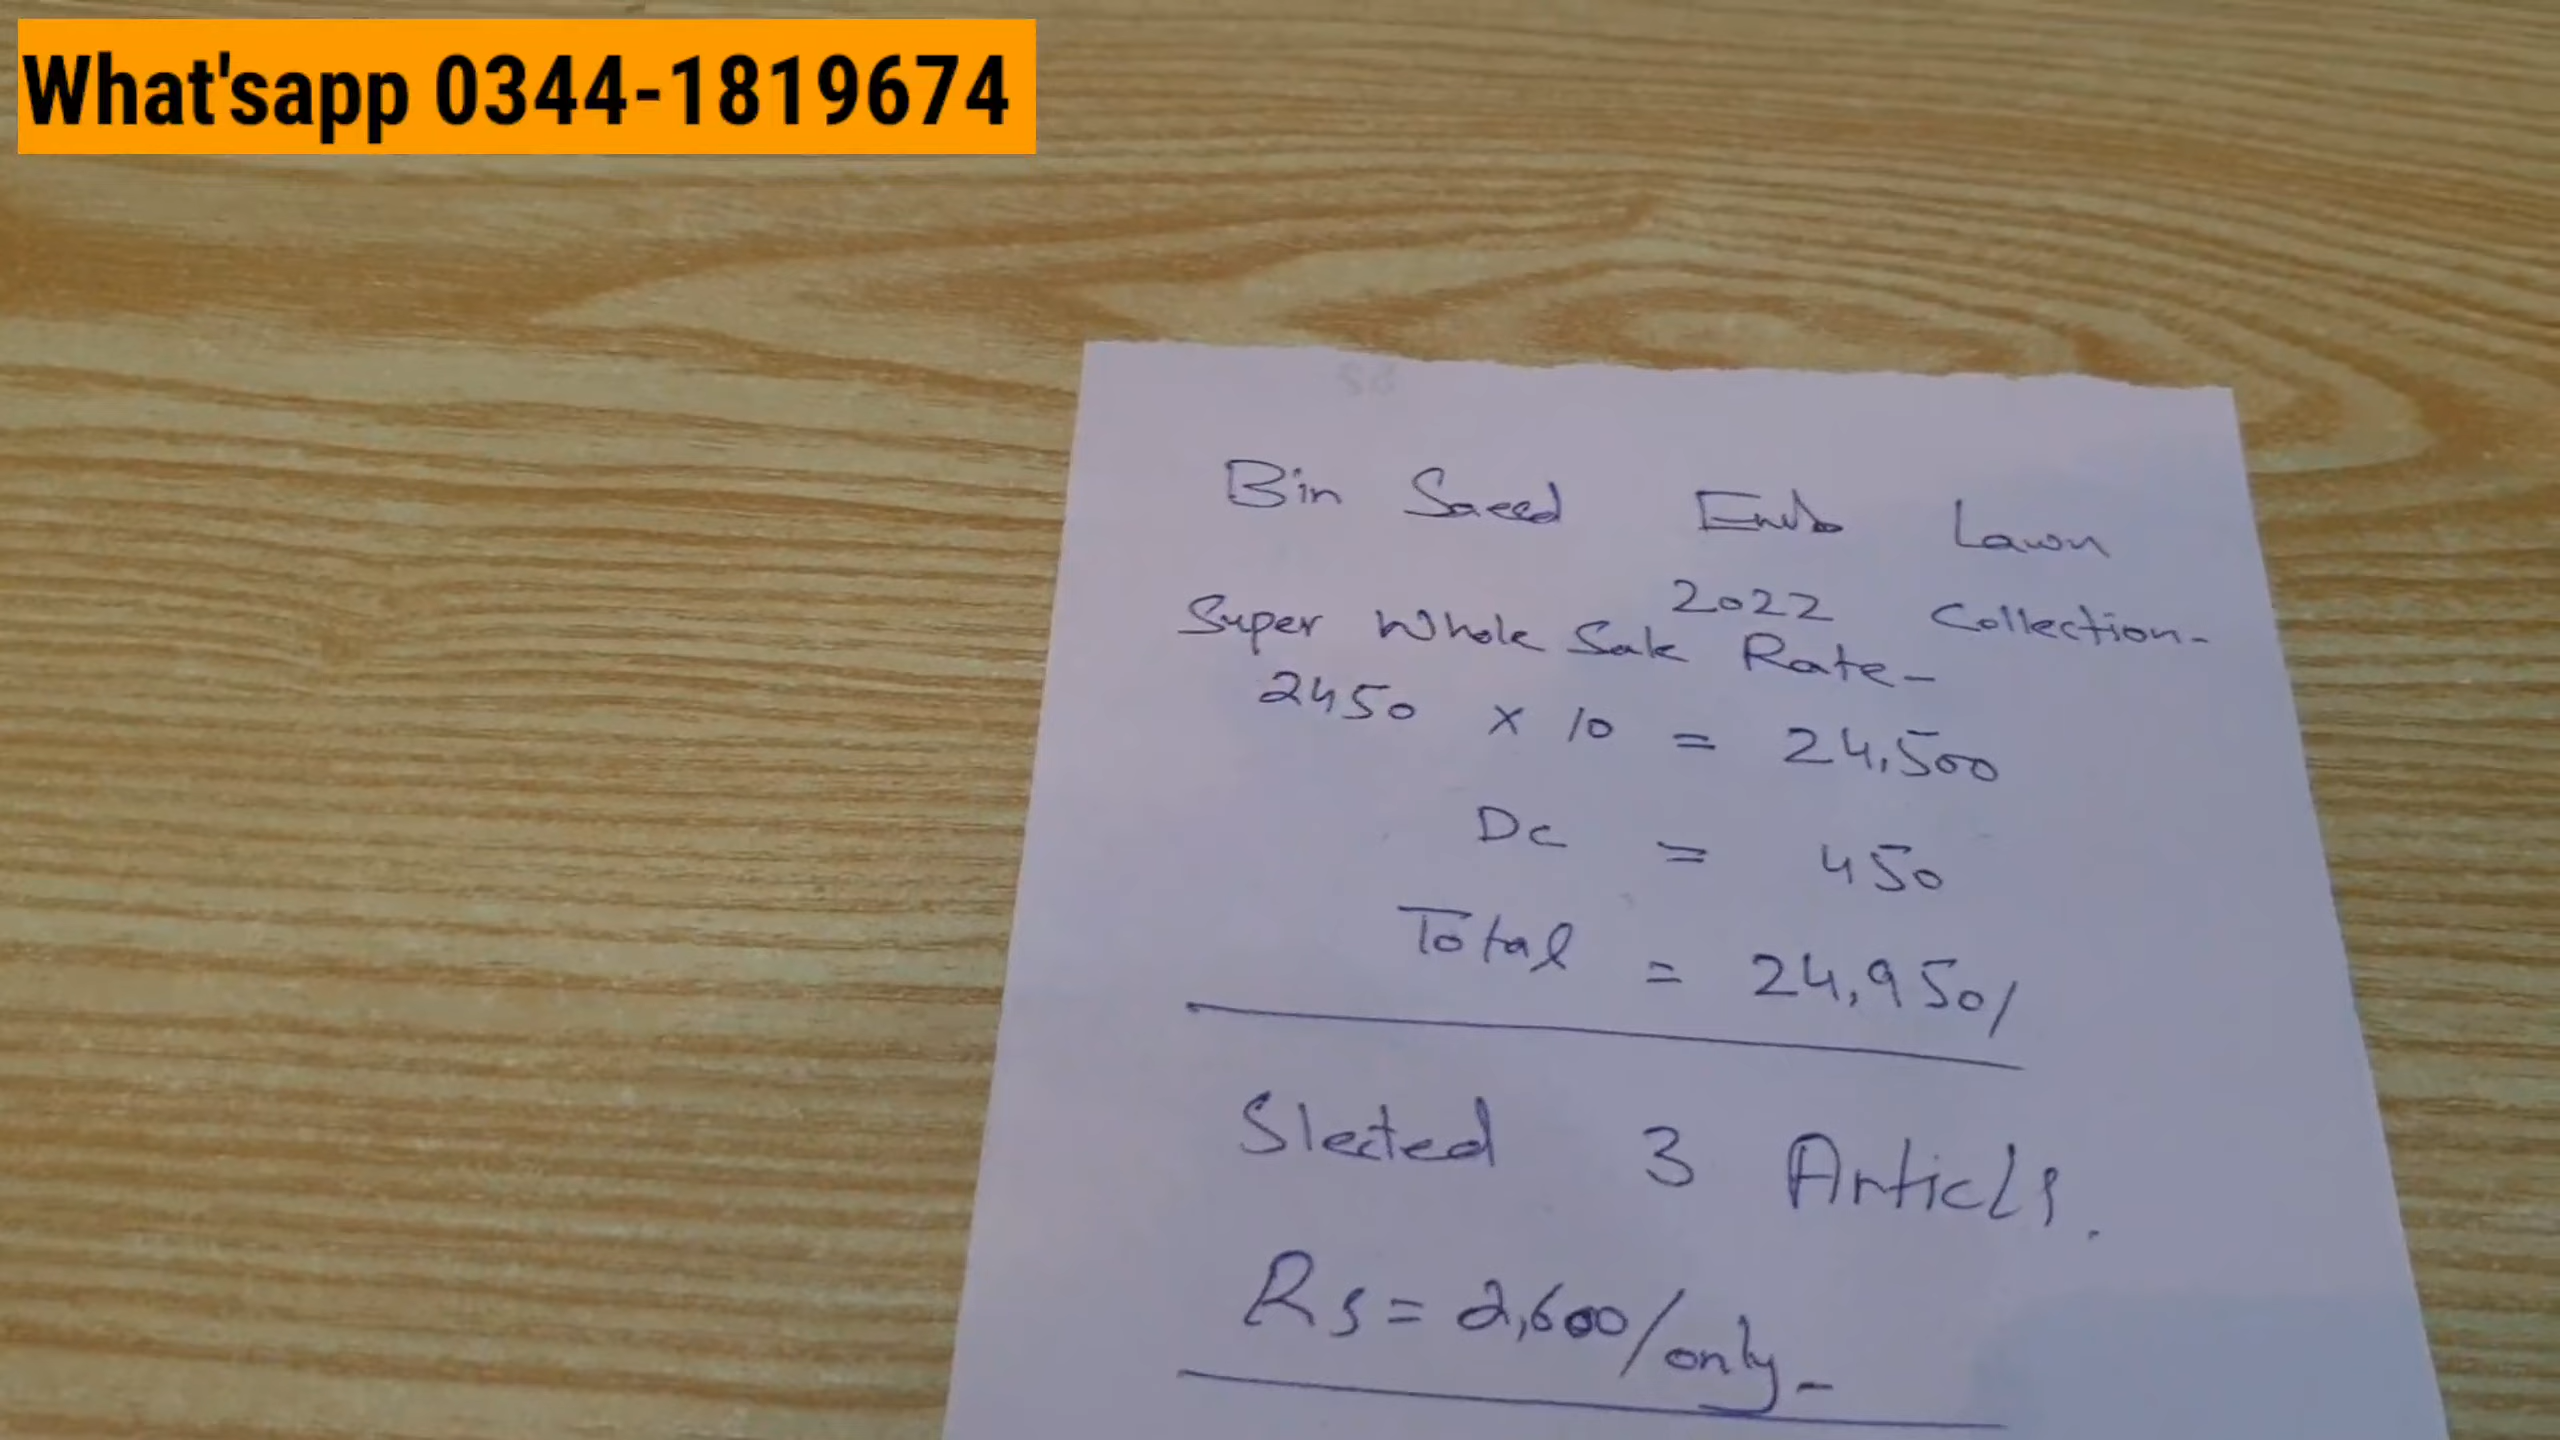 What'sapp 0344-1819674
Bin Saeed Emb Lawn
2022 Collection-
Super Whole Sale Rate-
2450 x 10 = 24,500
Dc = 450
Total = 24,950/
Slected 3 Articls.
Rs = 2,600/only-